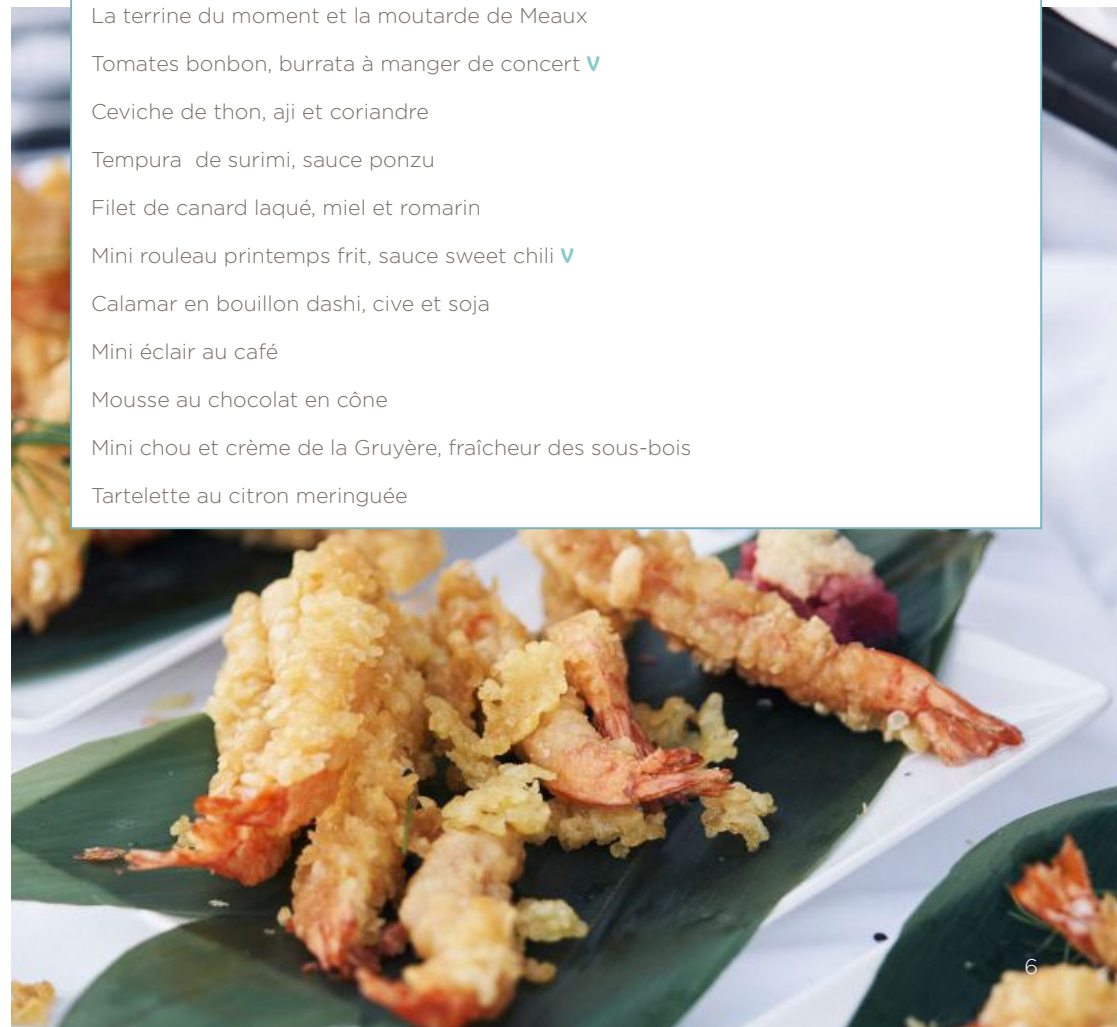 La terrine du moment et la moutarde de Meaux
Tomates bonbon, burrata à manger de concert V
Ceviche de thon, aji et coriandre
Tempura  de surimi, sauce ponzu
Filet de canard laqué, miel et romarin
Mini rouleau printemps frit, sauce sweet chili V
Calamar en bouillon dashi, cive et soja
Mini éclair au café
Mousse au chocolat en cône
Mini chou et crème de la Gruyère, fraîcheur des sous-bois
Tartelette au citron meringuée
6